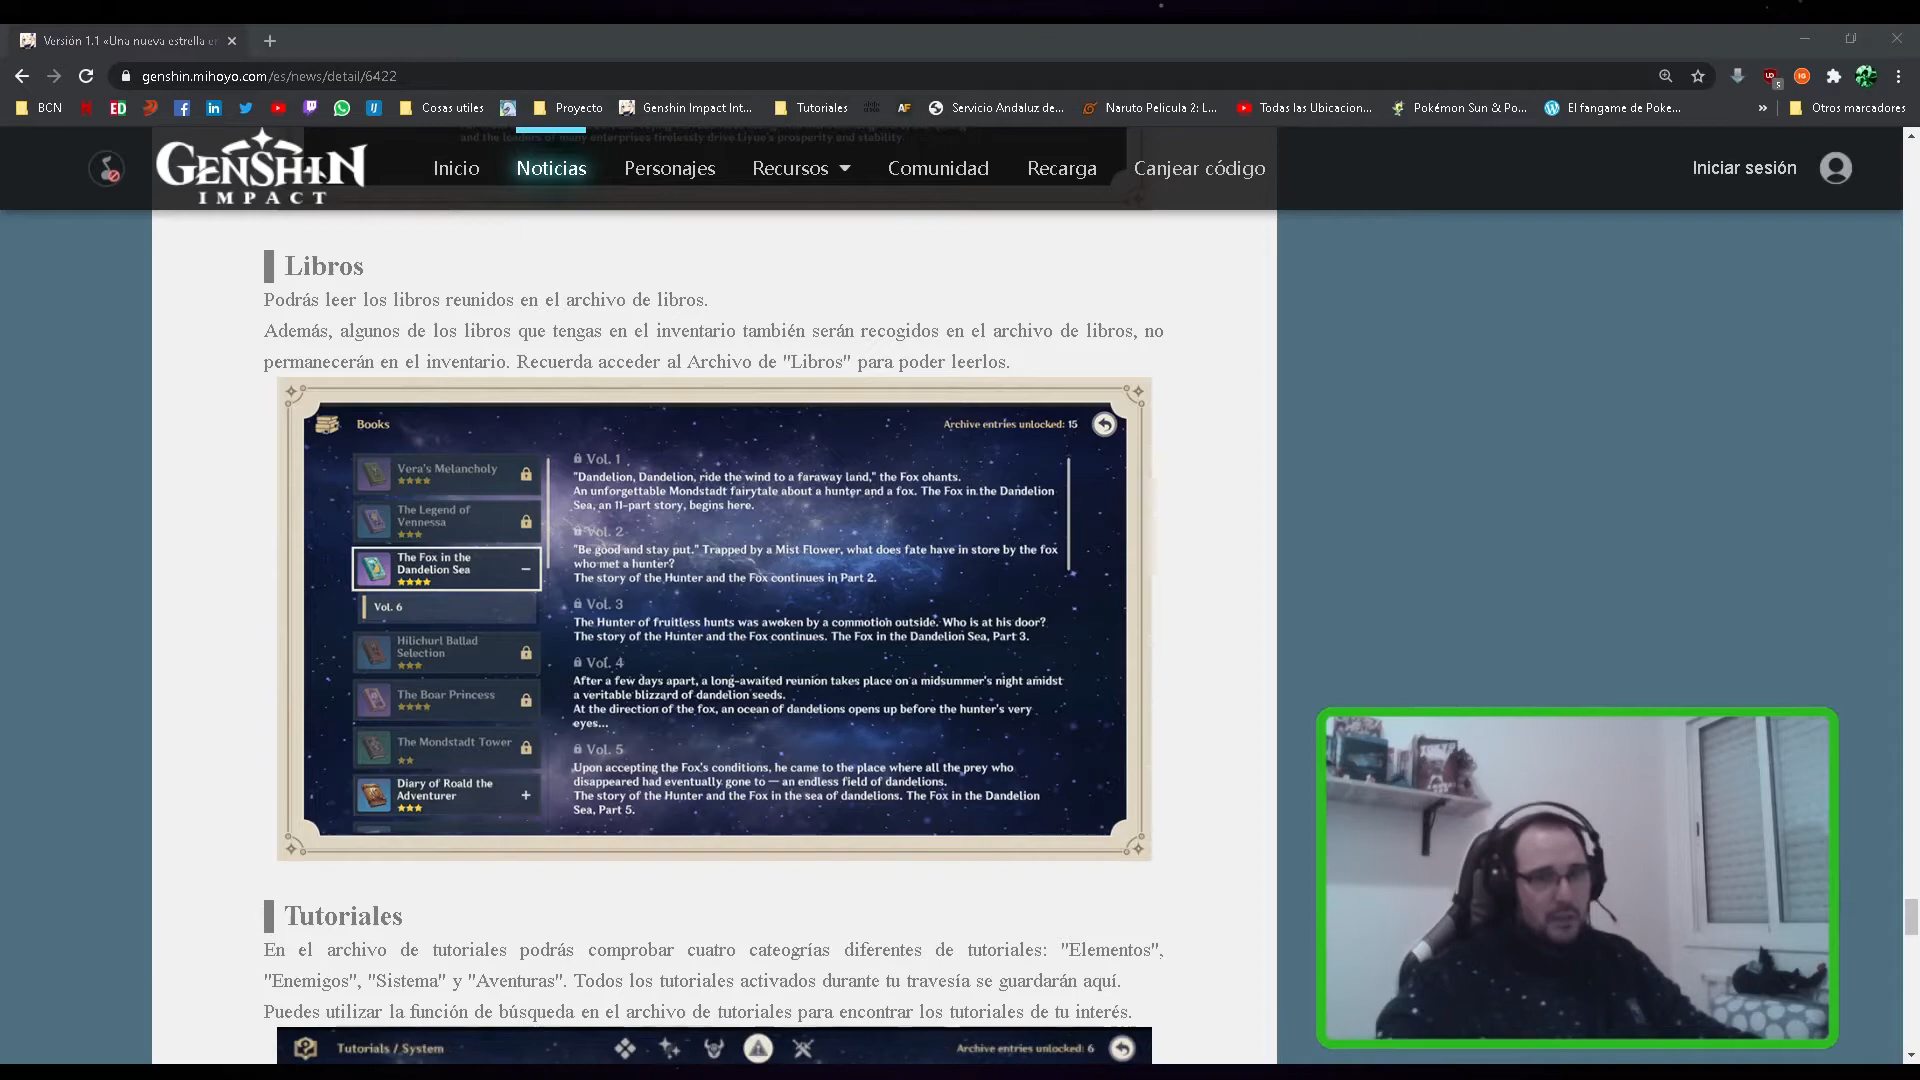 Versión 1.1 «Una nueva estrella en
genshin.mihoyo.com/es/news/detail/6422
BCN
ED
Cosas utiles
Proyecto
Genshin Impact Int...
Tutoriales
AF
Servicio Andaluz de...
Naruto Pelicula 2: L...
Todas las Ubicacion...
Pokémon Sun & Po...
El fangame de Poke...
Otros marcadores
and the leaders of many enterprises tirelessly drive Liyue's prosperity and stability.
GENSHIN
IMPACT
Inicio
Noticias
Personajes
Recursos
Comunidad
Recarga
Canjear código
Iniciar sesión
Libros
Podrás leer los libros reunidos en el archivo de libros.
Además, algunos de los libros que tengas en el inventario también serán recogidos en el archivo de libros, no
permanecerán en el inventario. Recuerda acceder al Archivo de "Libros" para poder leerlos.
Books
Archive entries unlocked: 15
Vera's Melancholy
The Legend of
Vennessa
The Fox in the
Dandelion Sea
Vol. 6
Hilichurl Ballad
Selection
The Boar Princess
The Mondstadt Tower
Diary of Roald the
Adventurer
Vol. 1
"Dandelion, Dandelion, ride the wind to a faraway land," the Fox chants.
An unforgettable Mondstadt fairytale about a hunter and a fox. The Fox in the Dandelion
Sea, an 11-part story, begins here.
Vol. 2
"Be good and stay put." Trapped by a Mist Flower, what does fate have in store by the fox
who met a hunter?
The story of the Hunter and the Fox continues in Part 2.
Vol. 3
The Hunter of fruitless hunts was awoken by a commotion outside. Who is at his door?
The story of the Hunter and the Fox continues. The Fox in the Dandelion Sea, Part 3.
Vol. 4
After a few days apart, a long-awaited reunion takes place on a midsummer's night amidst
a veritable blizzard of dandelion seeds.
At the direction of the fox, an ocean of dandelions opens up before the hunter's very
eyes...
Vol. 5
Upon accepting the Fox's conditions, he came to the place where all the prey who
disappeared had eventually gone to — an endless field of dandelions.
The story of the Hunter and the Fox in the sea of dandelions. The Fox in the Dandelion
Sea, Part 5.
Tutoriales
En el archivo de tutoriales podrás comprobar cuatro cateogrías diferentes de tutoriales: "Elementos",
"Enemigos", "Sistema" y "Aventuras". Todos los tutoriales activados durante tu travesía se guardarán aquí.
Puedes utilizar la función de búsqueda en el archivo de tutoriales para encontrar los tutoriales de tu interés.
Tutorials / System
Archive entries unlocked: 6